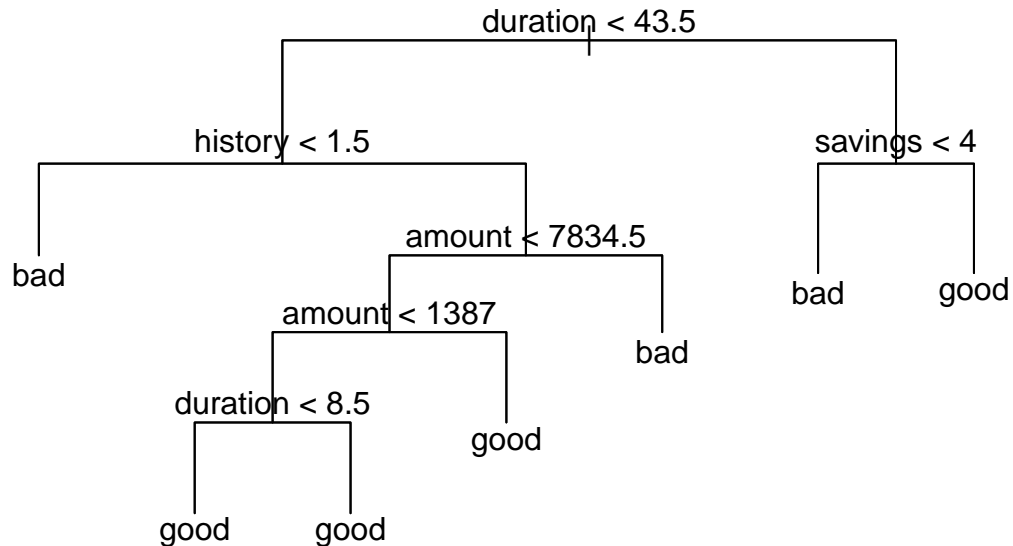 duration < 43.5
history < 1.5
savings < 4
amount < 7834.5
bad
bad
good
amount < 1387
bad
duration < 8.5
good
good
good